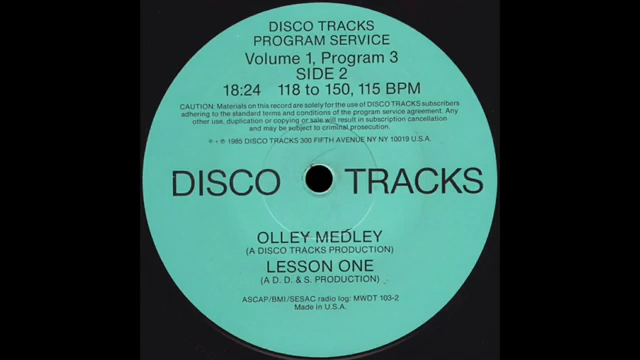 DISCO TRACKS
PROGRAM SERVICE
Volume 1, Program 3
SIDE 2
18:24 118 to 150, 115 BPM
CAUTION: Materials on this record are solely for the use of DISCO TRACKS subscribers
adhering to the standard terms and conditions of the program service agreement. Any
other use, duplication or copying or sale will result in subscription cancellation
and may be subject to criminal prosecution.
℗ + © 1985 DISCO TRACKS 300 FIFTH AVENUE NY NY 10019 U.S.A.
DISCO TRACKS
OLLEY MEDLEY
(A DISCO TRACKS PRODUCTION)
LESSON ONE
(A D. D. & S. PRODUCTION)
ASCAP/BMI/SESAC radio log: MWDT 103-2
Made in U.S.A.